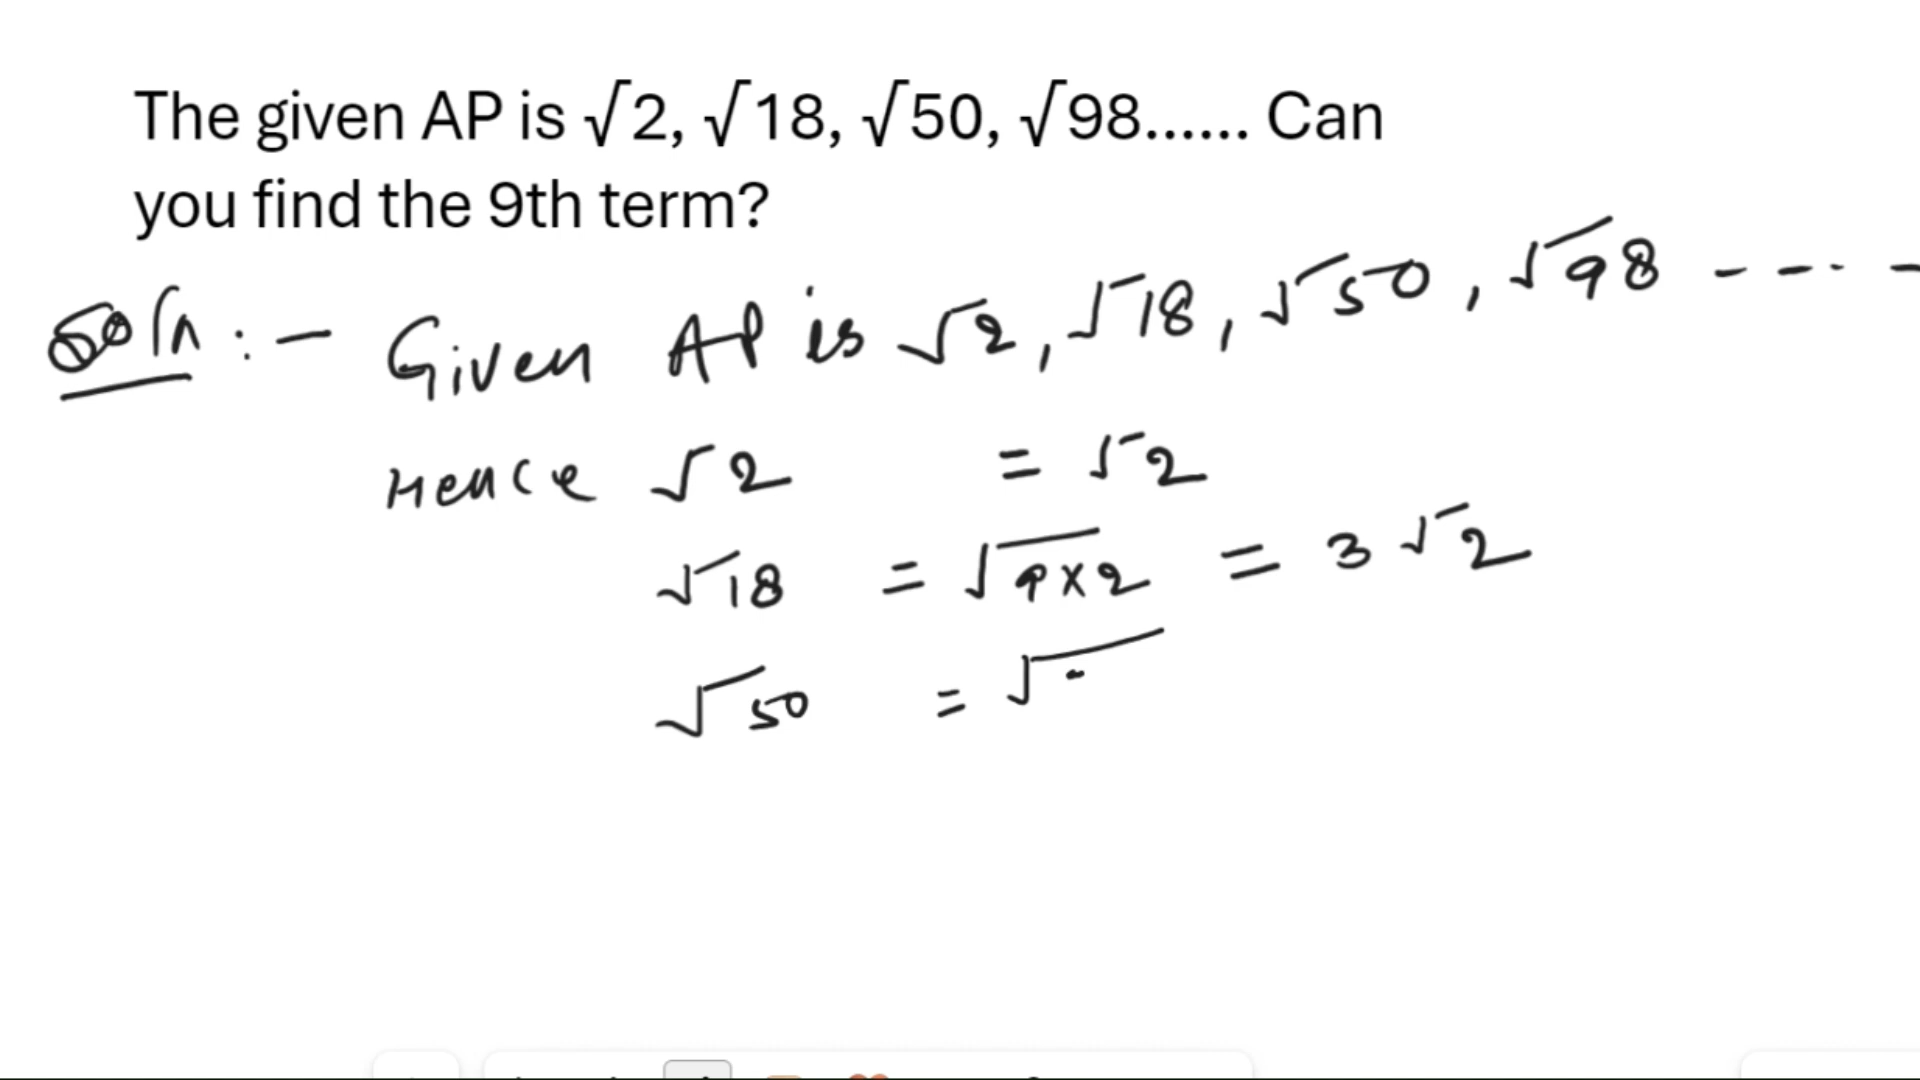 The given AP is √2, √18, √50, √98...... Can
you find the 9th term?
Soln :- Given AP is √2, √18, √50, √98 - - - -
Hence √2 = √2
√18 = √9×2 = 3√2
√50 = √